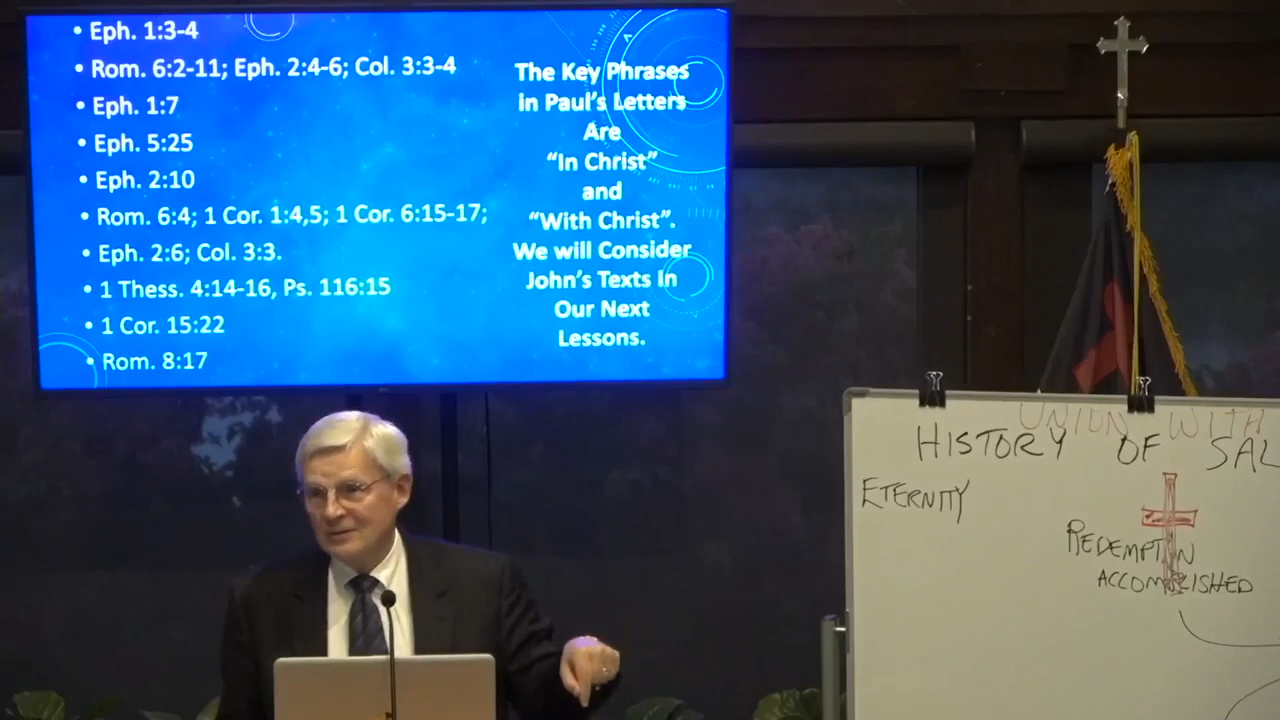 • Eph. 1:3-4
• Rom. 6:2-11; Eph. 2:4-6; Col. 3:3-4
• Eph. 1:7
• Eph. 5:25
• Eph. 2:10
• Rom. 6:4; 1 Cor. 1:4,5; 1 Cor. 6:15-17;
• Eph. 2:6; Col. 3:3.
• 1 Thess. 4:14-16, Ps. 116:15
• 1 Cor. 15:22
• Rom. 8:17
The Key Phrases
in Paul's Letters
Are
“In Christ”
and
“With Christ”.
We will Consider
John's Texts In
Our Next
Lessons.
UNION WITH
HISTORY OF SAL
ETERNITY
REDEMPTION
ACCOMPLISHED